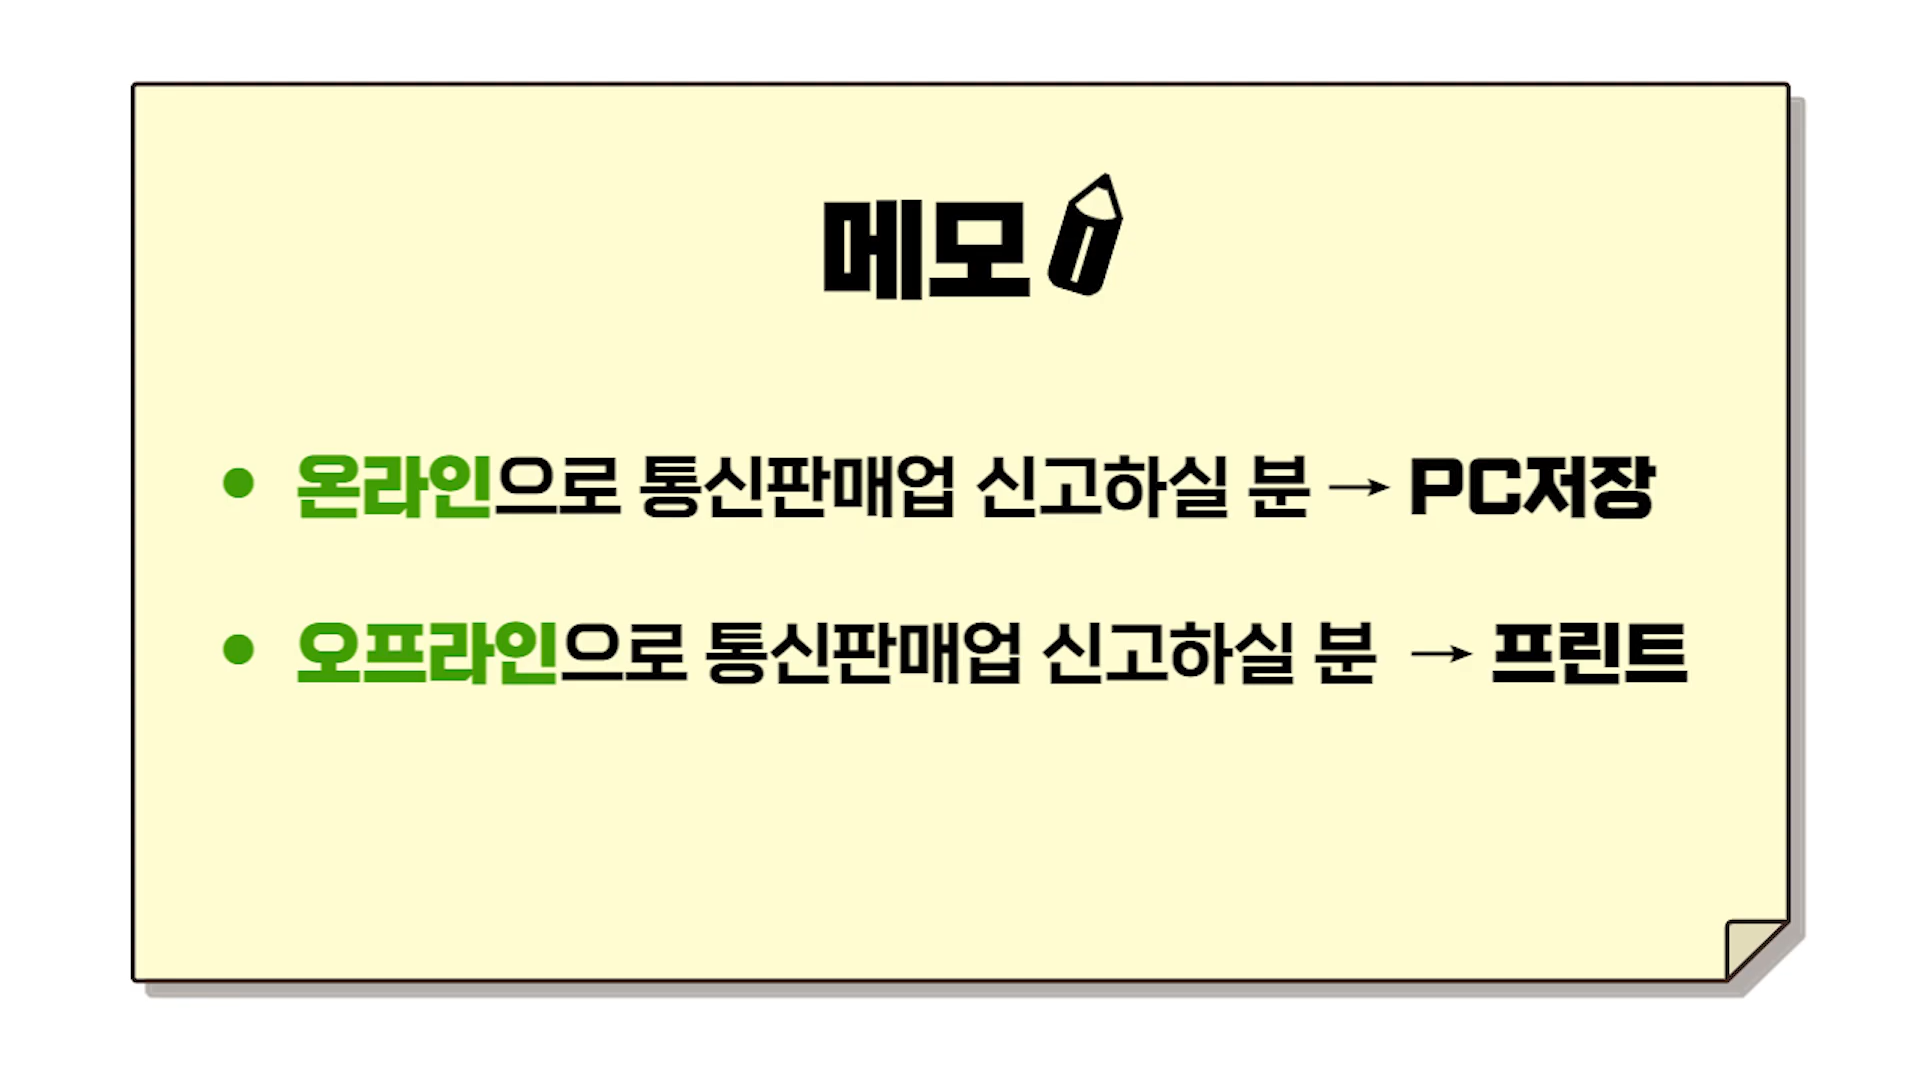 메모
• 온라인으로 통신판매업 신고하실 분 → PC저장
• 오프라인으로 통신판매업 신고하실 분 → 프린트